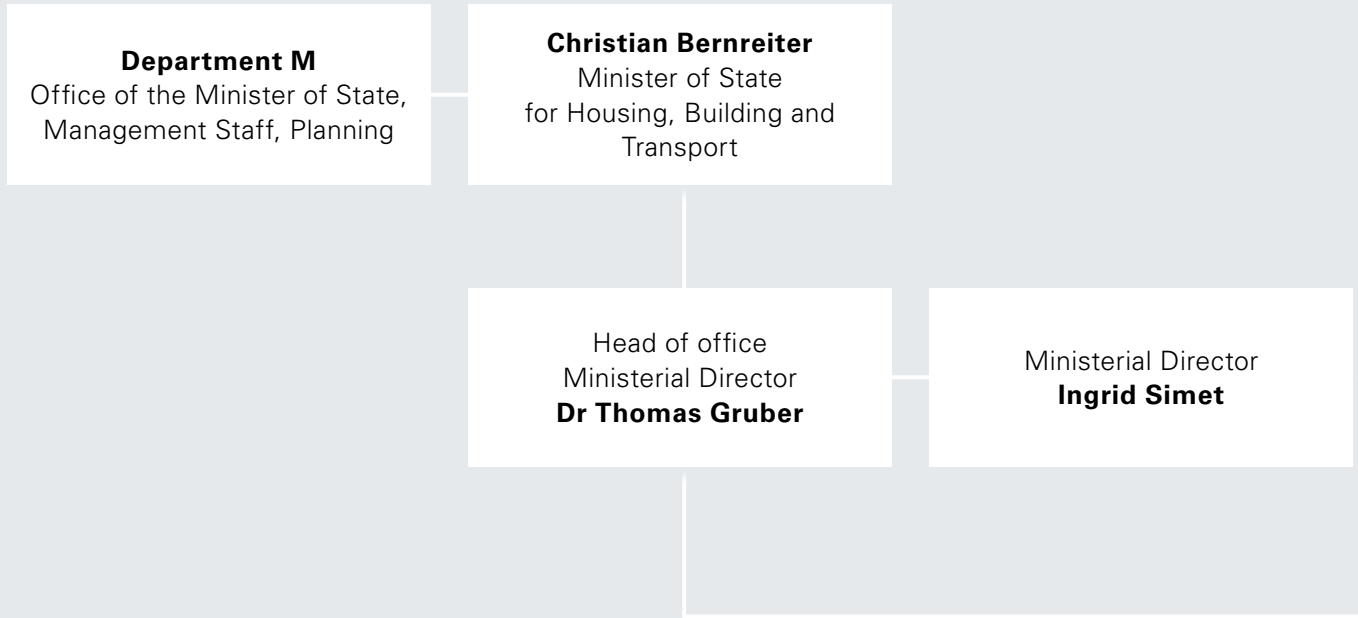 Department M
Office of the Minister of State,
Management Staff, Planning
Christian Bernreiter
Minister of State
for Housing, Building and
Transport
Head of office
Ministerial Director
Dr Thomas Gruber
Ministerial Director
Ingrid Simet